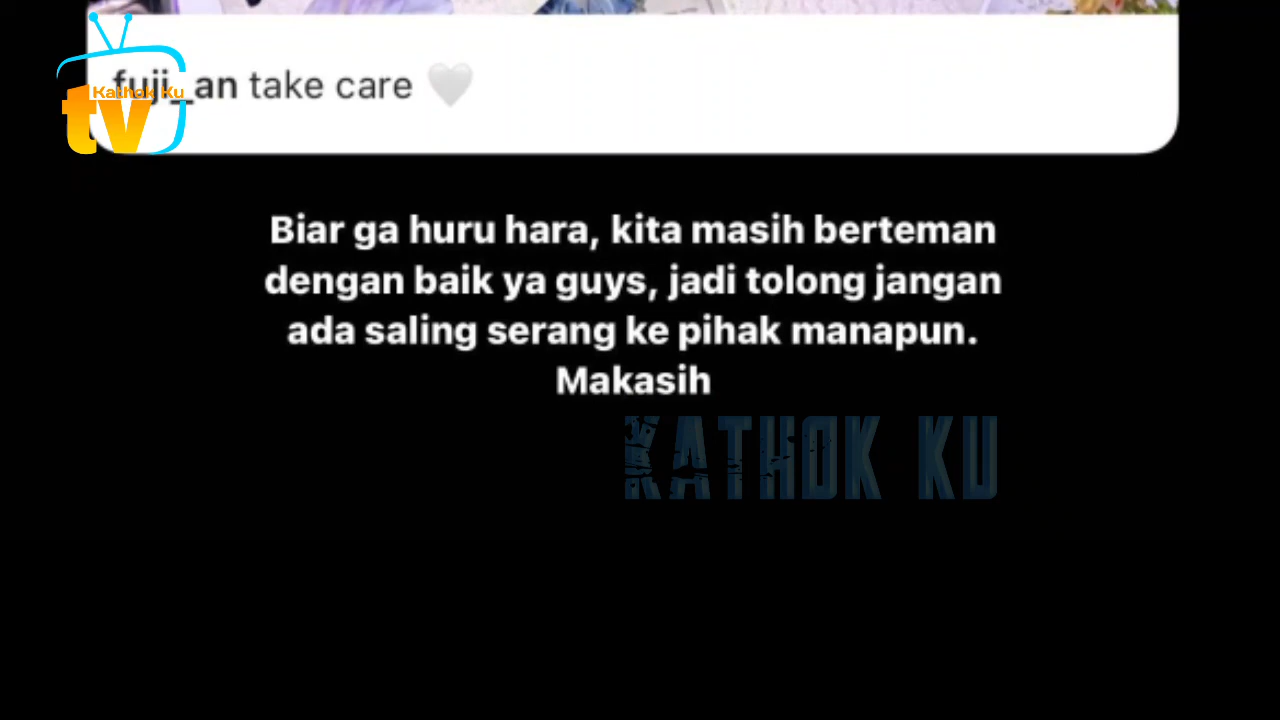 fuji_an take care 🤍
Kathok Ku
tv
Biar ga huru hara, kita masih berteman
dengan baik ya guys, jadi tolong jangan
ada saling serang ke pihak manapun.
Makasih
KATHOK KU